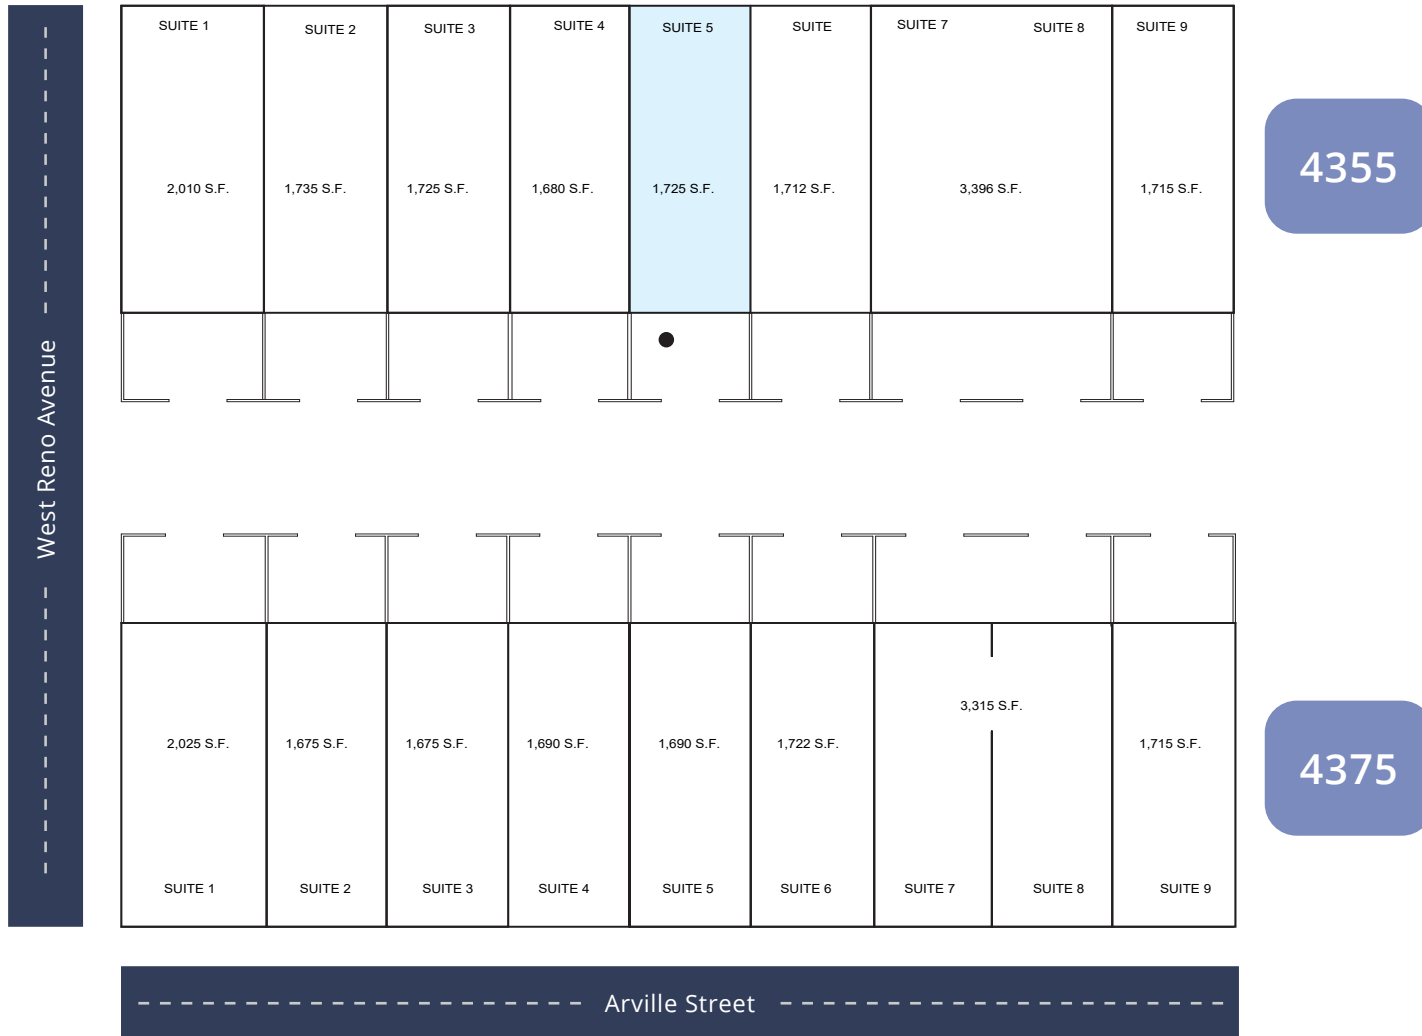 SUITE 1
SUITE 2
SUITE 3
SUITE 4
SUITE 5
SUITE
SUITE 7
SUITE 8
SUITE 9
2,010 S.F.
1,735 S.F.
1,725 S.F.
1,680 S.F.
1,725 S.F.
1,712 S.F.
3,396 S.F.
1,715 S.F.
4355
West Reno Avenue
3,315 S.F.
2,025 S.F.
1,675 S.F.
1,675 S.F.
1,690 S.F.
1,690 S.F.
1,722 S.F.
1,715 S.F.
4375
SUITE 1
SUITE 2
SUITE 3
SUITE 4
SUITE 5
SUITE 6
SUITE 7
SUITE 8
SUITE 9
Arville Street